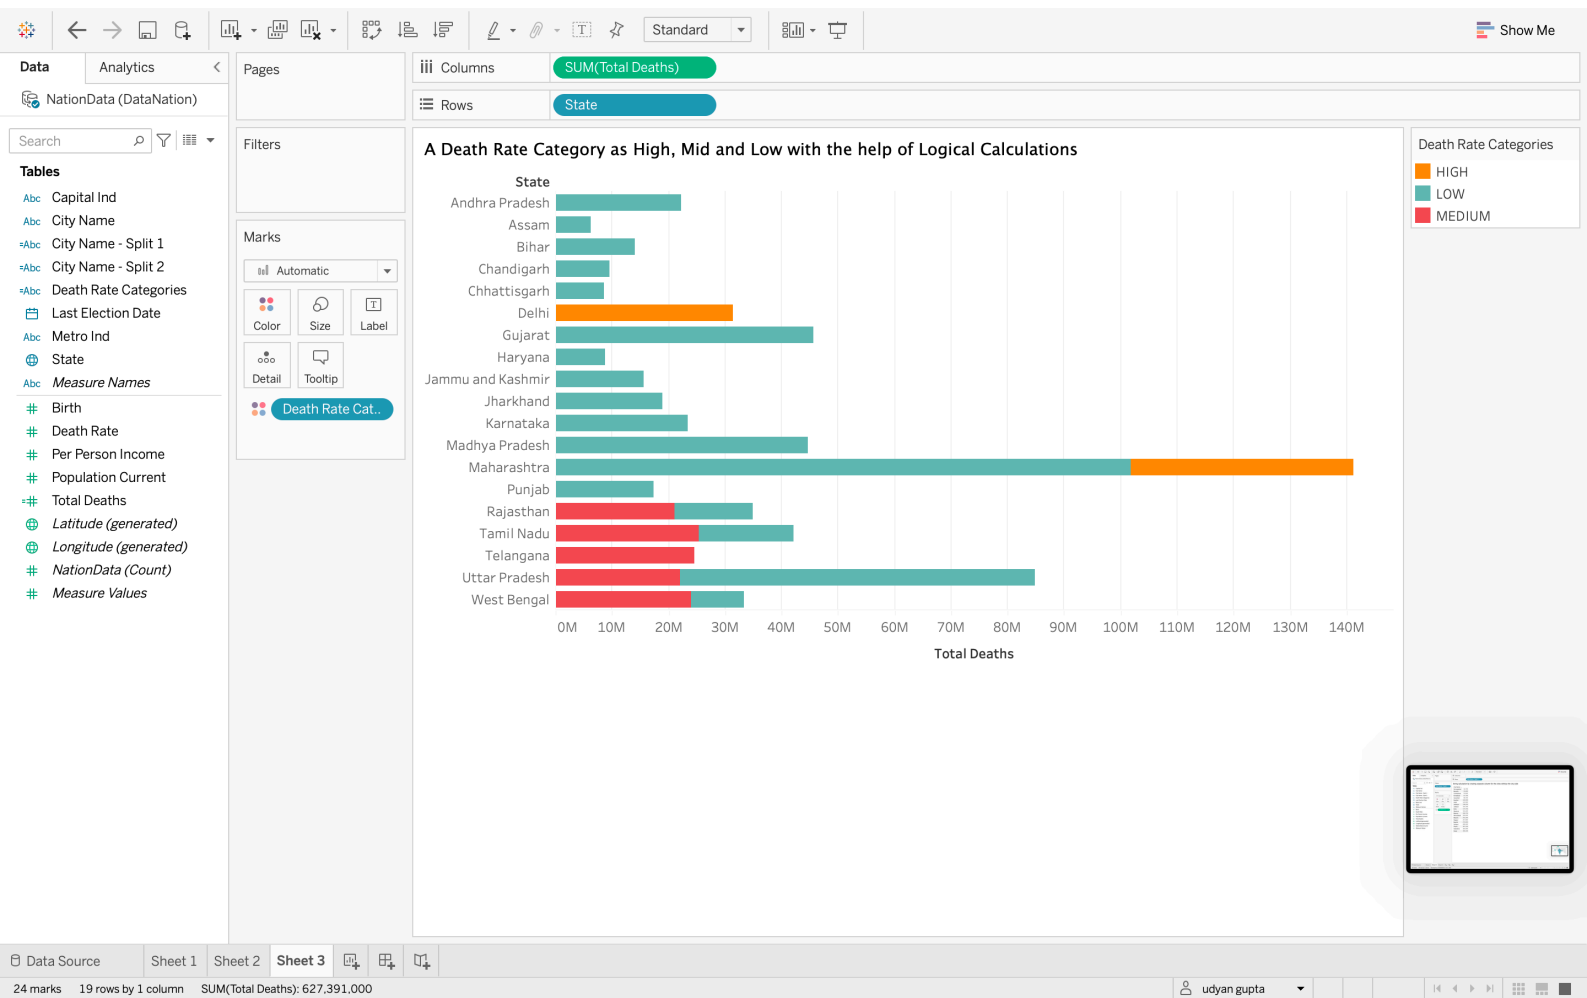 Standard
Show Me
Data
Analytics
Pages
Columns
SUM(Total Deaths)
NationData (DataNation)
Rows
State
Search
Filters
Tables
Abc Capital Ind
Abc City Name
=Abc City Name - Split 1
=Abc City Name - Split 2
=Abc Death Rate Categories
Last Election Date
Abc Metro Ind
State
Abc Measure Names
# Birth
# Death Rate
# Per Person Income
# Population Current
=# Total Deaths
Latitude (generated)
Longitude (generated)
# NationData (Count)
# Measure Values
Marks
Automatic
Color
Size
Label
Detail
Tooltip
Death Rate Cat..
A Death Rate Category as High, Mid and Low with the help of Logical Calculations
State
Andhra Pradesh
Assam
Bihar
Chandigarh
Chhattisgarh
Delhi
Gujarat
Haryana
Jammu and Kashmir
Jharkhand
Karnataka
Madhya Pradesh
Maharashtra
Punjab
Rajasthan
Tamil Nadu
Telangana
Uttar Pradesh
West Bengal
0M 10M 20M 30M 40M 50M 60M 70M 80M 90M 100M 110M 120M 130M 140M
Total Deaths
Death Rate Categories
HIGH
LOW
MEDIUM
Data Source
Sheet 1
Sheet 2
Sheet 3
24 marks 19 rows by 1 column SUM(Total Deaths): 627,391,000
udyan gupta